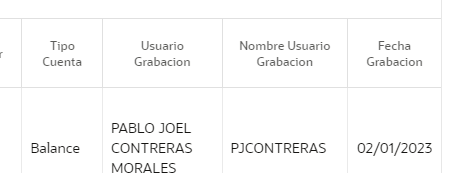 Tipo
Cuenta
Usuario
Grabacion
Nombre Usuario
Grabacion
Fecha
Grabacion
Balance
PABLO JOEL
CONTRERAS
MORALES
PJCONTRERAS
02/01/2023